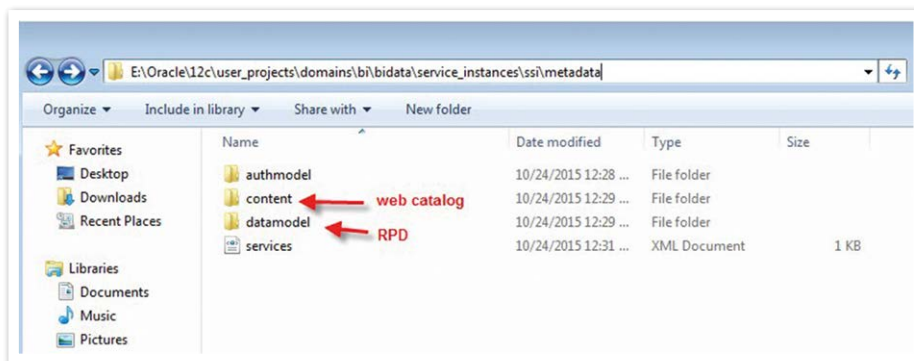 E:\Oracle\12c\user_projects\domains\bi\bidata\service_instances\ssi\metadata
Organize Include in library Share with New folder
Favorites
Desktop
Downloads
Recent Places
Libraries
Documents
Music
Pictures
Name Date modified Type Size
authmodel 10/24/2015 12:28 ... File folder
content 10/24/2015 12:29 ... File folder
web catalog
datamodel 10/24/2015 12:29 ... File folder
RPD
services 10/24/2015 12:31 ... XML Document 1 KB